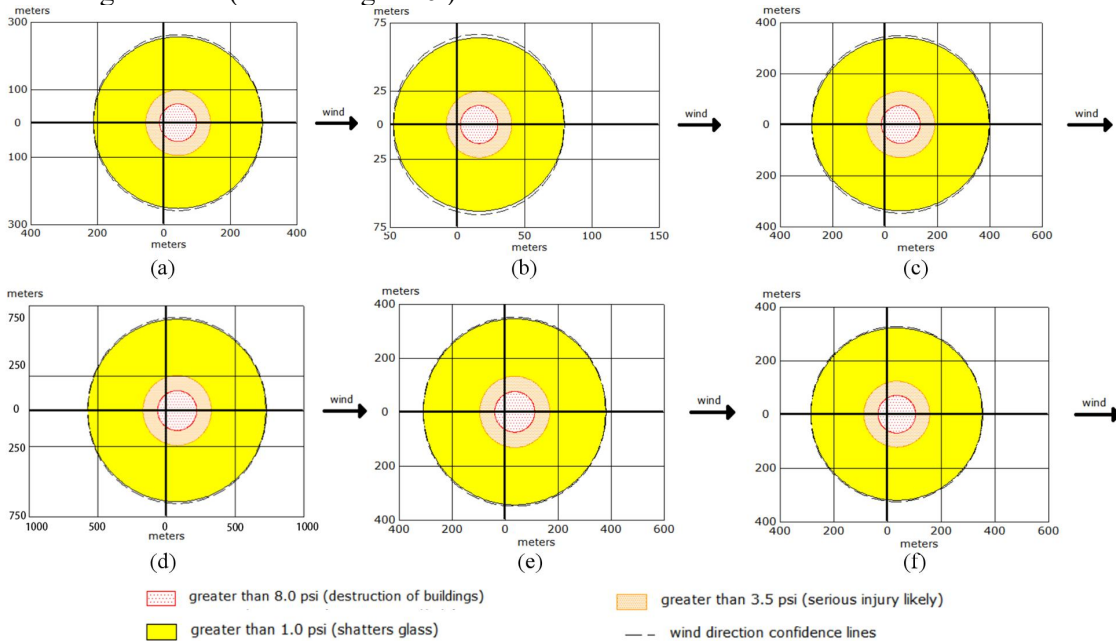 meters
300
100
0
100
300
400 200 0 200 400
meters
wind
(a)
meters
75
25
0
25
75
50 0 50 100 150
meters
wind
(b)
meters
400
200
0
200
400
400 200 0 200 400 600
meters
wind
(c)
meters
750
250
0
250
750
1000 500 0 500 1000
meters
wind
(d)
meters
400
200
0
200
400
400 200 0 200 400 600
meters
wind
(e)
meters
400
200
0
200
400
400 200 0 200 400 600
meters
wind
(f)
greater than 8.0 psi (destruction of buildings)
greater than 3.5 psi (serious injury likely)
greater than 1.0 psi (shatters glass)
wind direction confidence lines